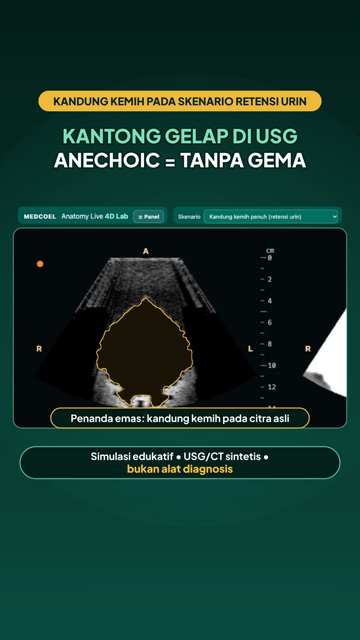 KANDUNG KEMIH PADA SKENARIO RETENSI URIN
KANTONG GELAP DI USG
ANECHOIC = TANPA GEMA
MEDCOEL Anatomy Live 4D Lab Panel Skenario Kandung kemih penuh (retensi urin)
A
cm
0
2
4
6
R L R
8
10
12
Penanda emas: kandung kemih pada citra asli
Simulasi edukatif • USG/CT sintetis •
bukan alat diagnosis